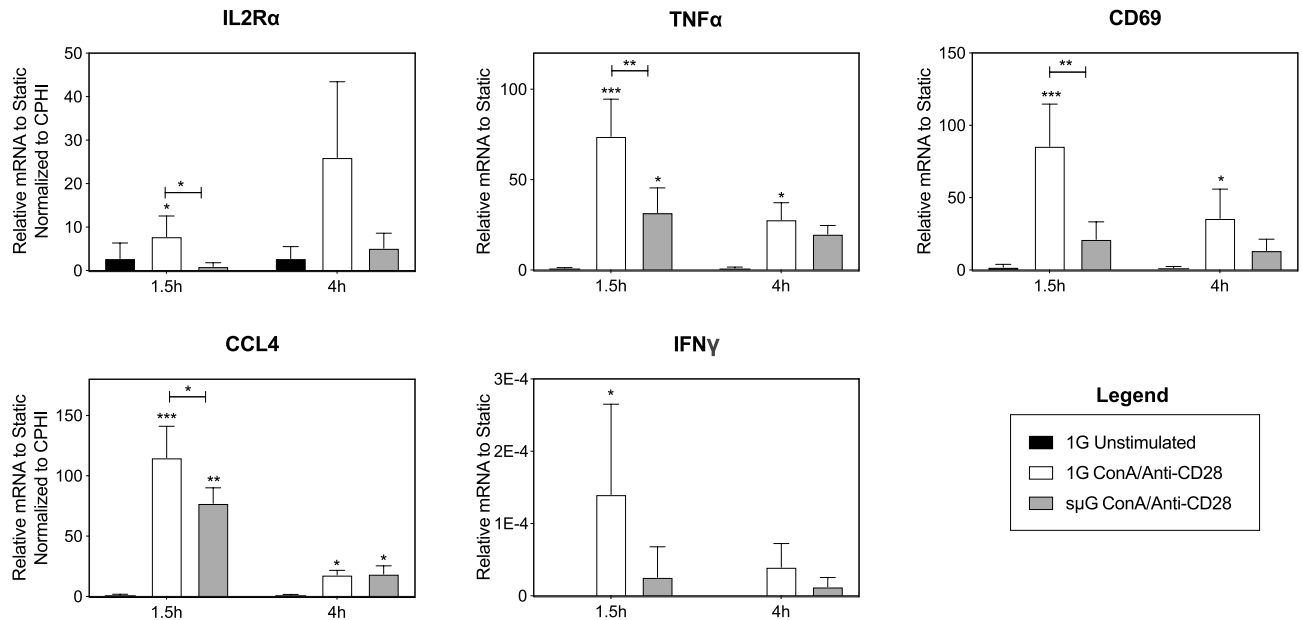 IL2Rα
Relative mRNA to Static
Normalized to CPHI
50
40
30
20
10
0
*
*
1.5h
4h
TNFα
Relative mRNA to Static
100
50
0
**
***
*
*
1.5h
4h
CD69
Relative mRNA to Static
150
100
50
0
**
***
*
1.5h
4h
CCL4
Relative mRNA to Static
Normalized to CPHI
150
100
50
0
*
***
**
*
*
1.5h
4h
IFNγ
Relative mRNA to Static
3E-4
2E-4
1E-4
0
*
1.5h
4h
Legend
1G Unstimulated
1G ConA/Anti-CD28
sµG ConA/Anti-CD28